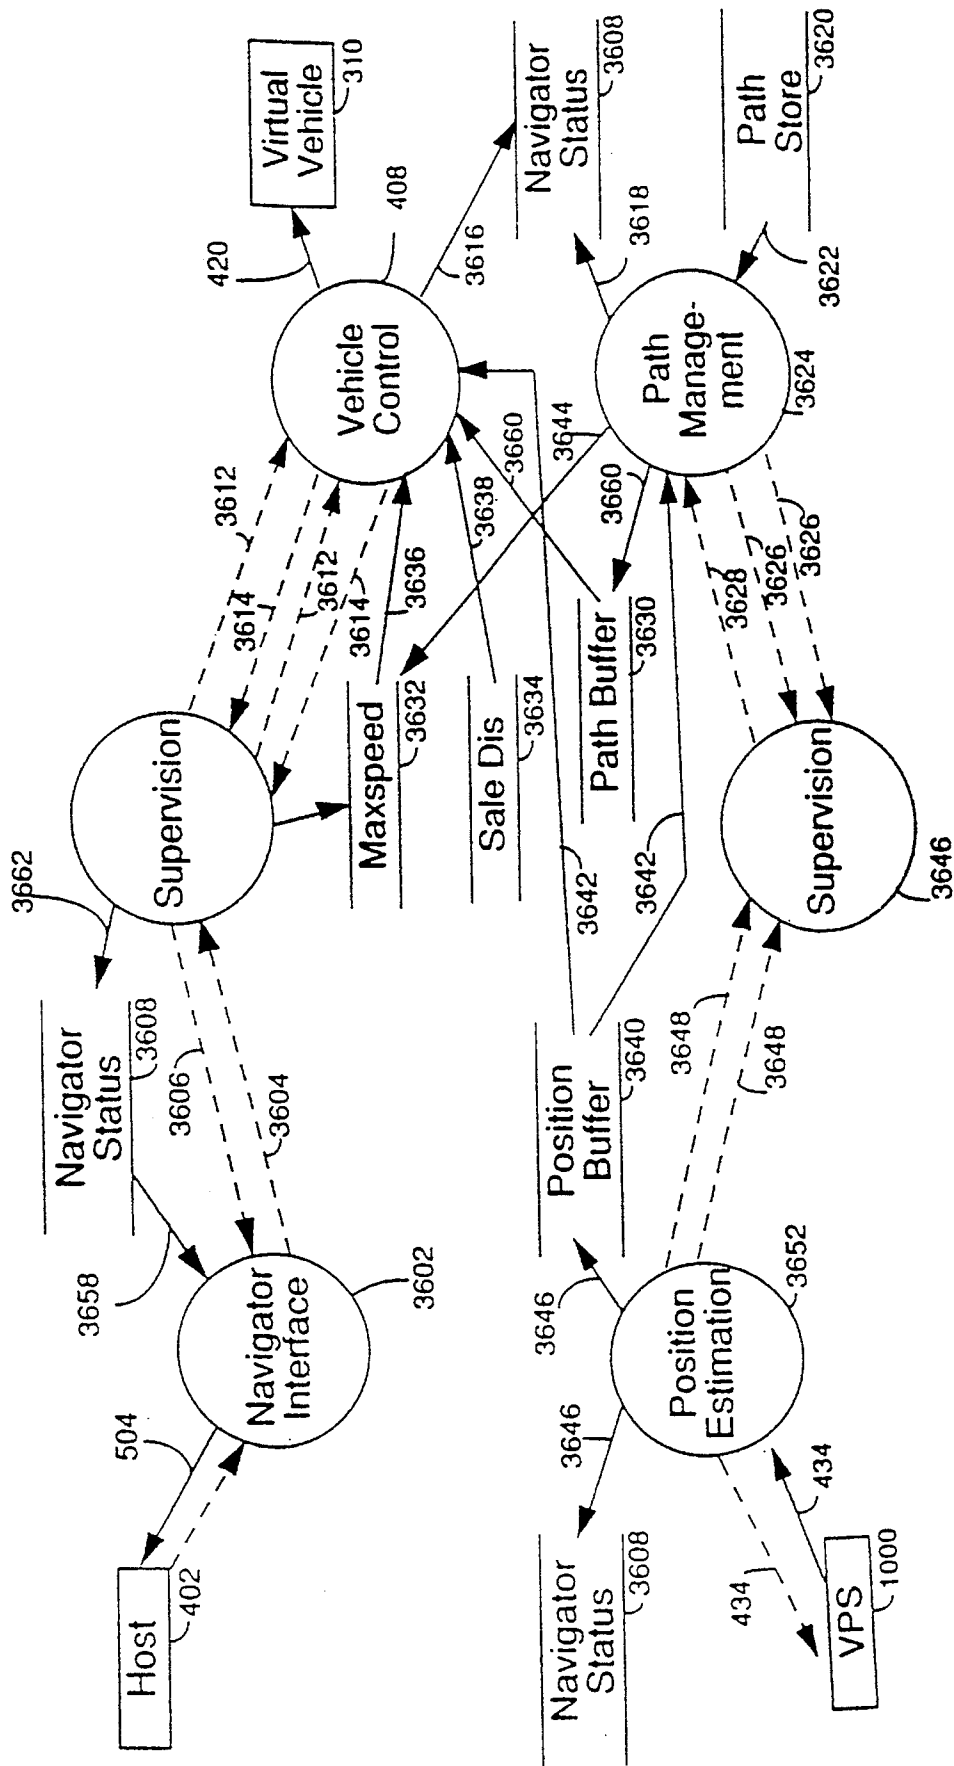 Host
402
504
Navigator
Interface
3602
3658
Navigator
Status
3608
3606
3604
3662
Supervision
3612
3614
3612
3614
Maxspeed
3632
3636
Sale Dis
3634
3638
Vehicle
Control
408
420
Virtual
Vehicle
310
3616
Navigator
Status
3608
3618
Path
Store
3620
3622
Path
Manage-
ment
3624
3644
3660
3660
Path Buffer
3630
3642
3642
3628
3626
3626
Supervision
3646
3648
3648
Position
Buffer
3640
3646
3646
Position
Estimation
3652
Navigator
Status
3608
434
434
VPS
1000